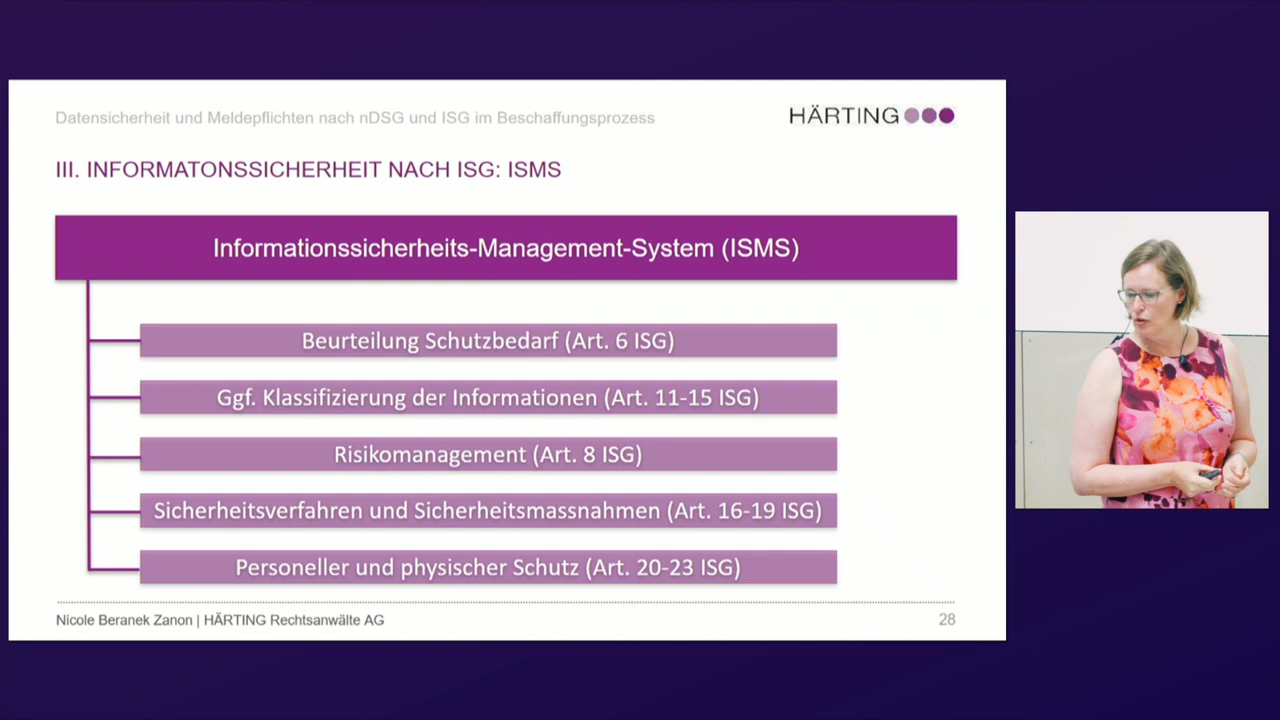 Datensicherheit und Meldepflichten nach nDSG und ISG im Beschaffungsprozess
HÄRTING
III. INFORMATONSSICHERHEIT NACH ISG: ISMS
Informationssicherheits-Management-System (ISMS)
Beurteilung Schutzbedarf (Art. 6 ISG)
Ggf. Klassifizierung der Informationen (Art. 11-15 ISG)
Risikomanagement (Art. 8 ISG)
Sicherheitsverfahren und Sicherheitsmassnahmen (Art. 16-19 ISG)
Personeller und physischer Schutz (Art. 20-23 ISG)
Nicole Beranek Zanon | HÄRTING Rechtsanwälte AG
28